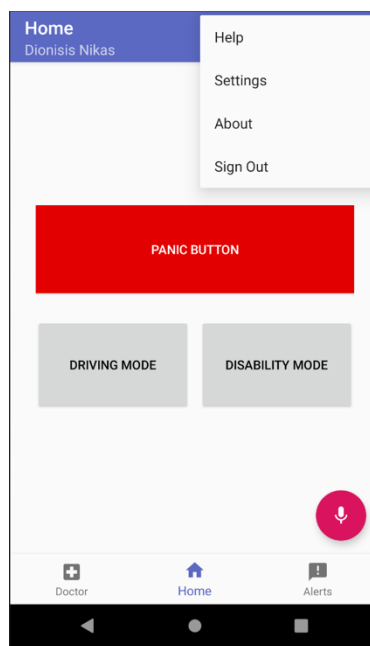 Home
Dionisis Nikas
Help
Settings
About
Sign Out
PANIC BUTTON
DRIVING MODE
DISABILITY MODE
Doctor
Home
Alerts